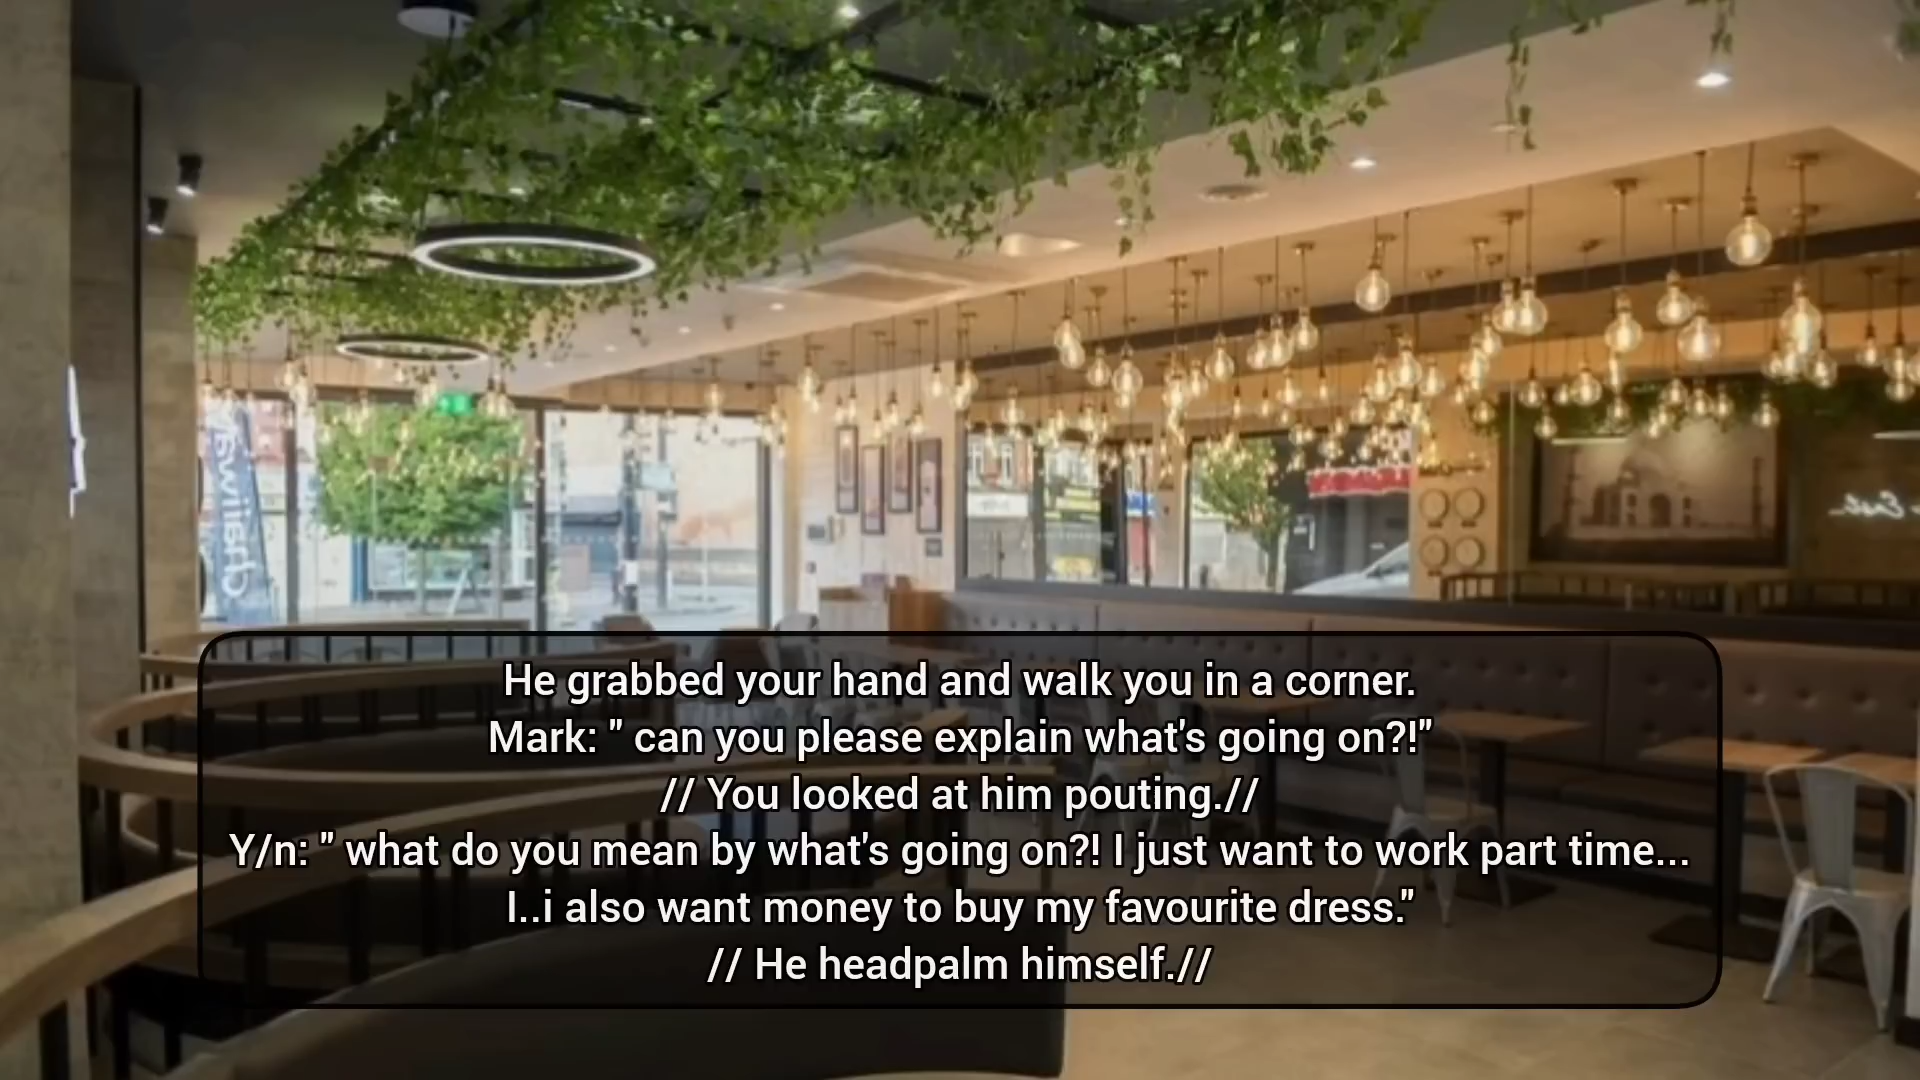 chaiiwala
He grabbed your hand and walk you in a corner.
Mark: " can you please explain what's going on?!"
// You looked at him pouting.//
Y/n: " what do you mean by what's going on?! I just want to work part time...
I..i also want money to buy my favourite dress."
// He headpalm himself.//